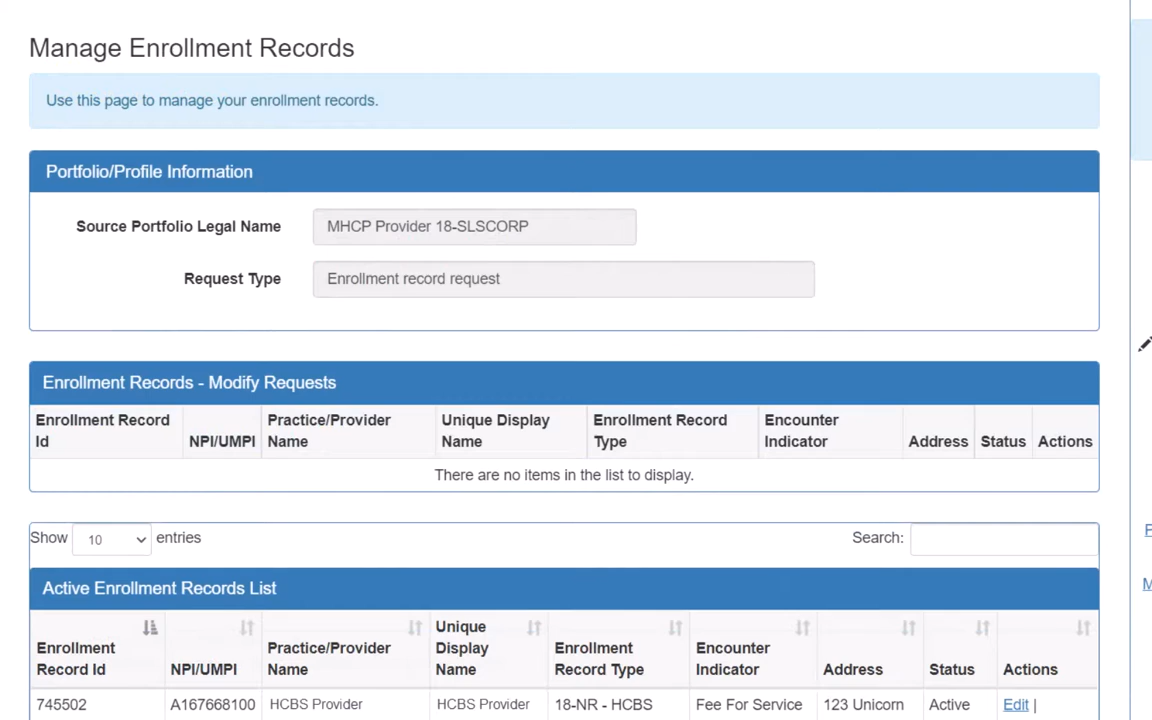 Manage Enrollment Records
Use this page to manage your enrollment records.
Portfolio/Profile Information
Source Portfolio Legal Name MHCP Provider 18-SLSCORP
Request Type Enrollment record request
Enrollment Records - Modify Requests
Enrollment Record Id NPI/UMPI Practice/Provider Name Unique Display Name Enrollment Record Type Encounter Indicator Address Status Actions
There are no items in the list to display.
Show 10 entries Search:
Active Enrollment Records List
Enrollment Record Id NPI/UMPI Practice/Provider Name Unique Display Name Enrollment Record Type Encounter Indicator Address Status Actions
745502 A167668100 HCBS Provider HCBS Provider 18-NR - HCBS Fee For Service 123 Unicorn Active Edit |